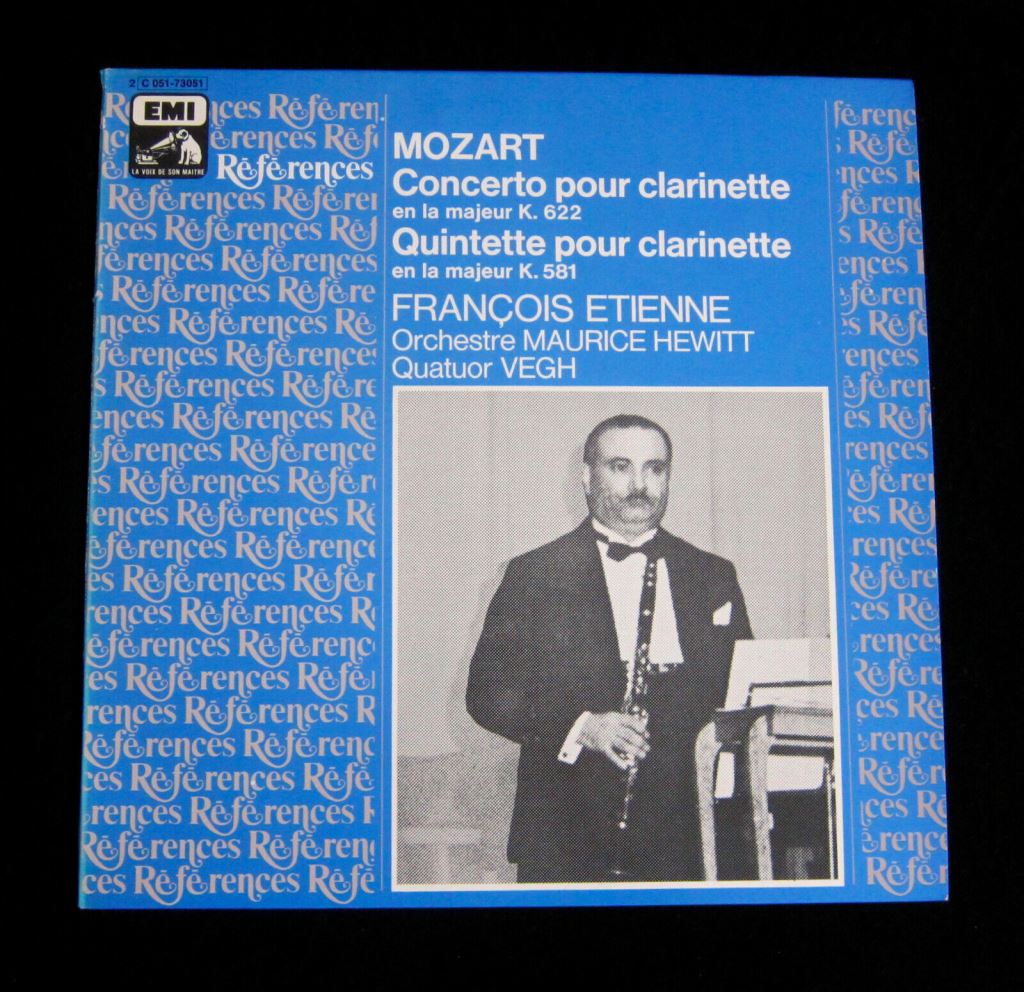 2 C 051-73051
EMI
LA VOIX DE SON MAITRE
Références
MOZART
Concerto pour clarinette
en la majeur K. 622
Quintette pour clarinette
en la majeur K. 581
FRANÇOIS ETIENNE
Orchestre MAURICE HEWITT
Quatuor VEGH